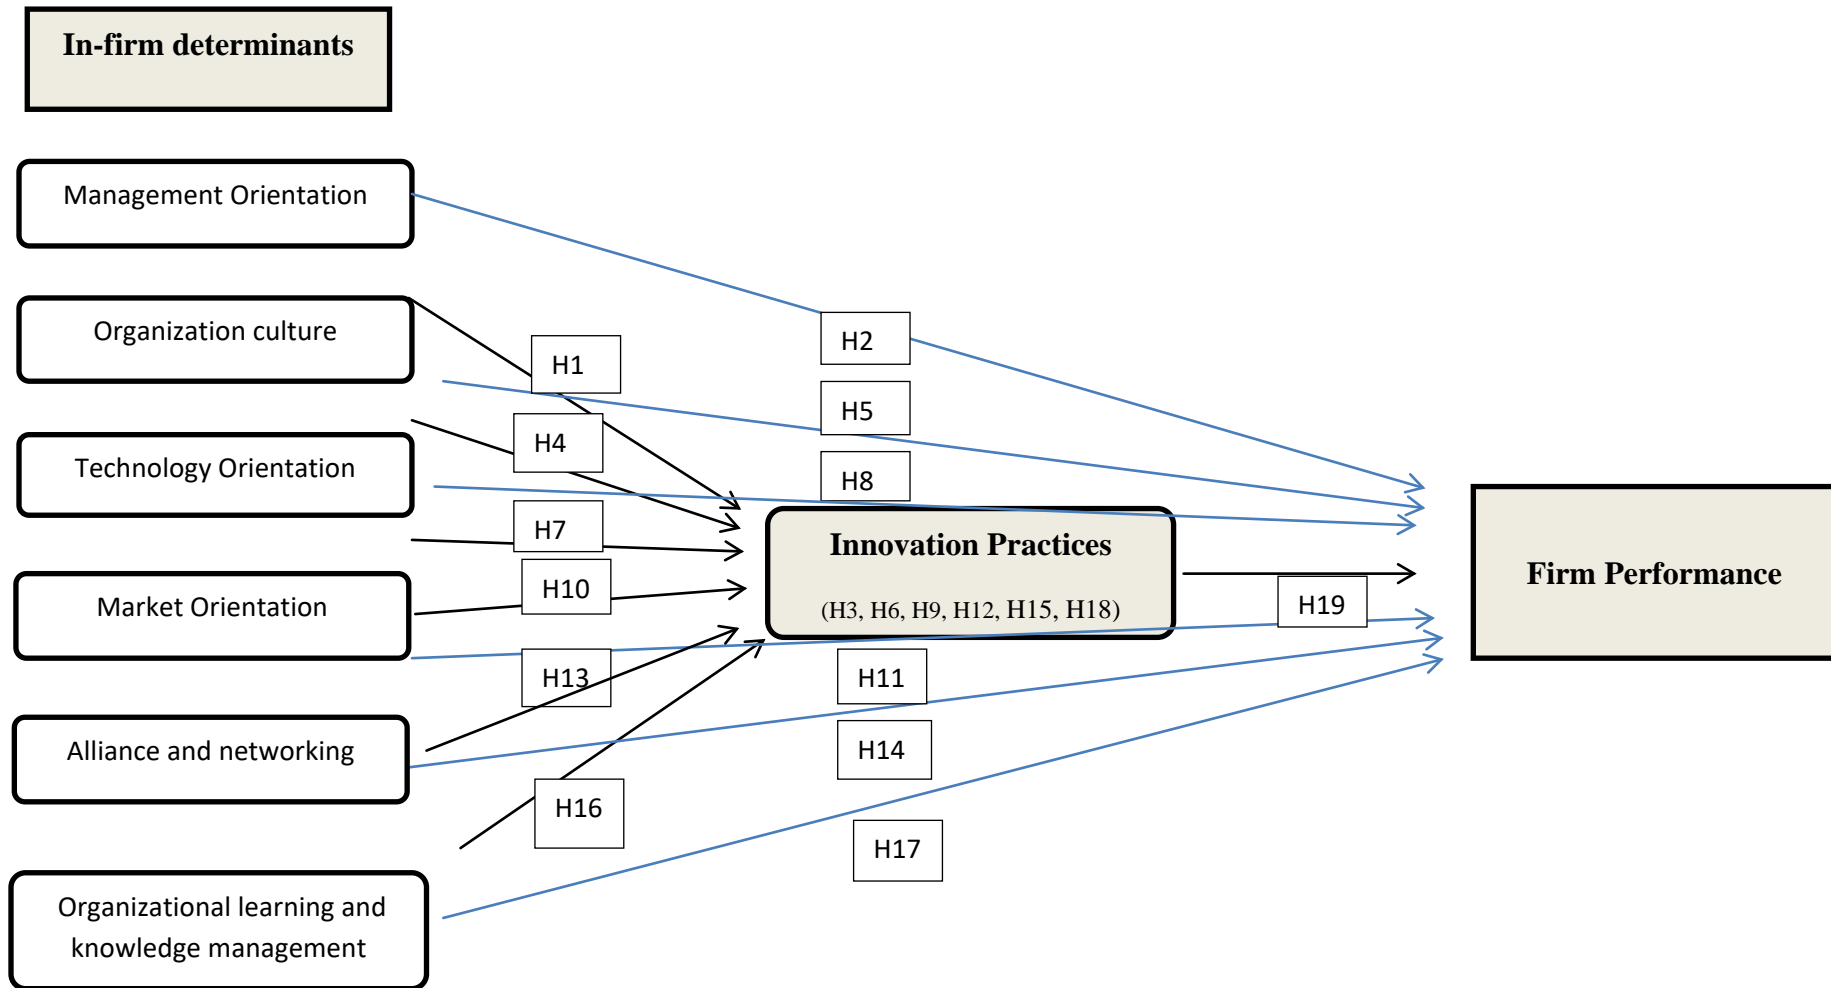 In-firm determinants
Management Orientation
Organization culture
H1
H2
H5
H4
Technology Orientation
H8
H7
Innovation Practices
(H3, H6, H9, H12, H15, H18)
Firm Performance
H10
Market Orientation
H19
H13
H11
Alliance and networking
H14
H16
H17
Organizational learning and
knowledge management